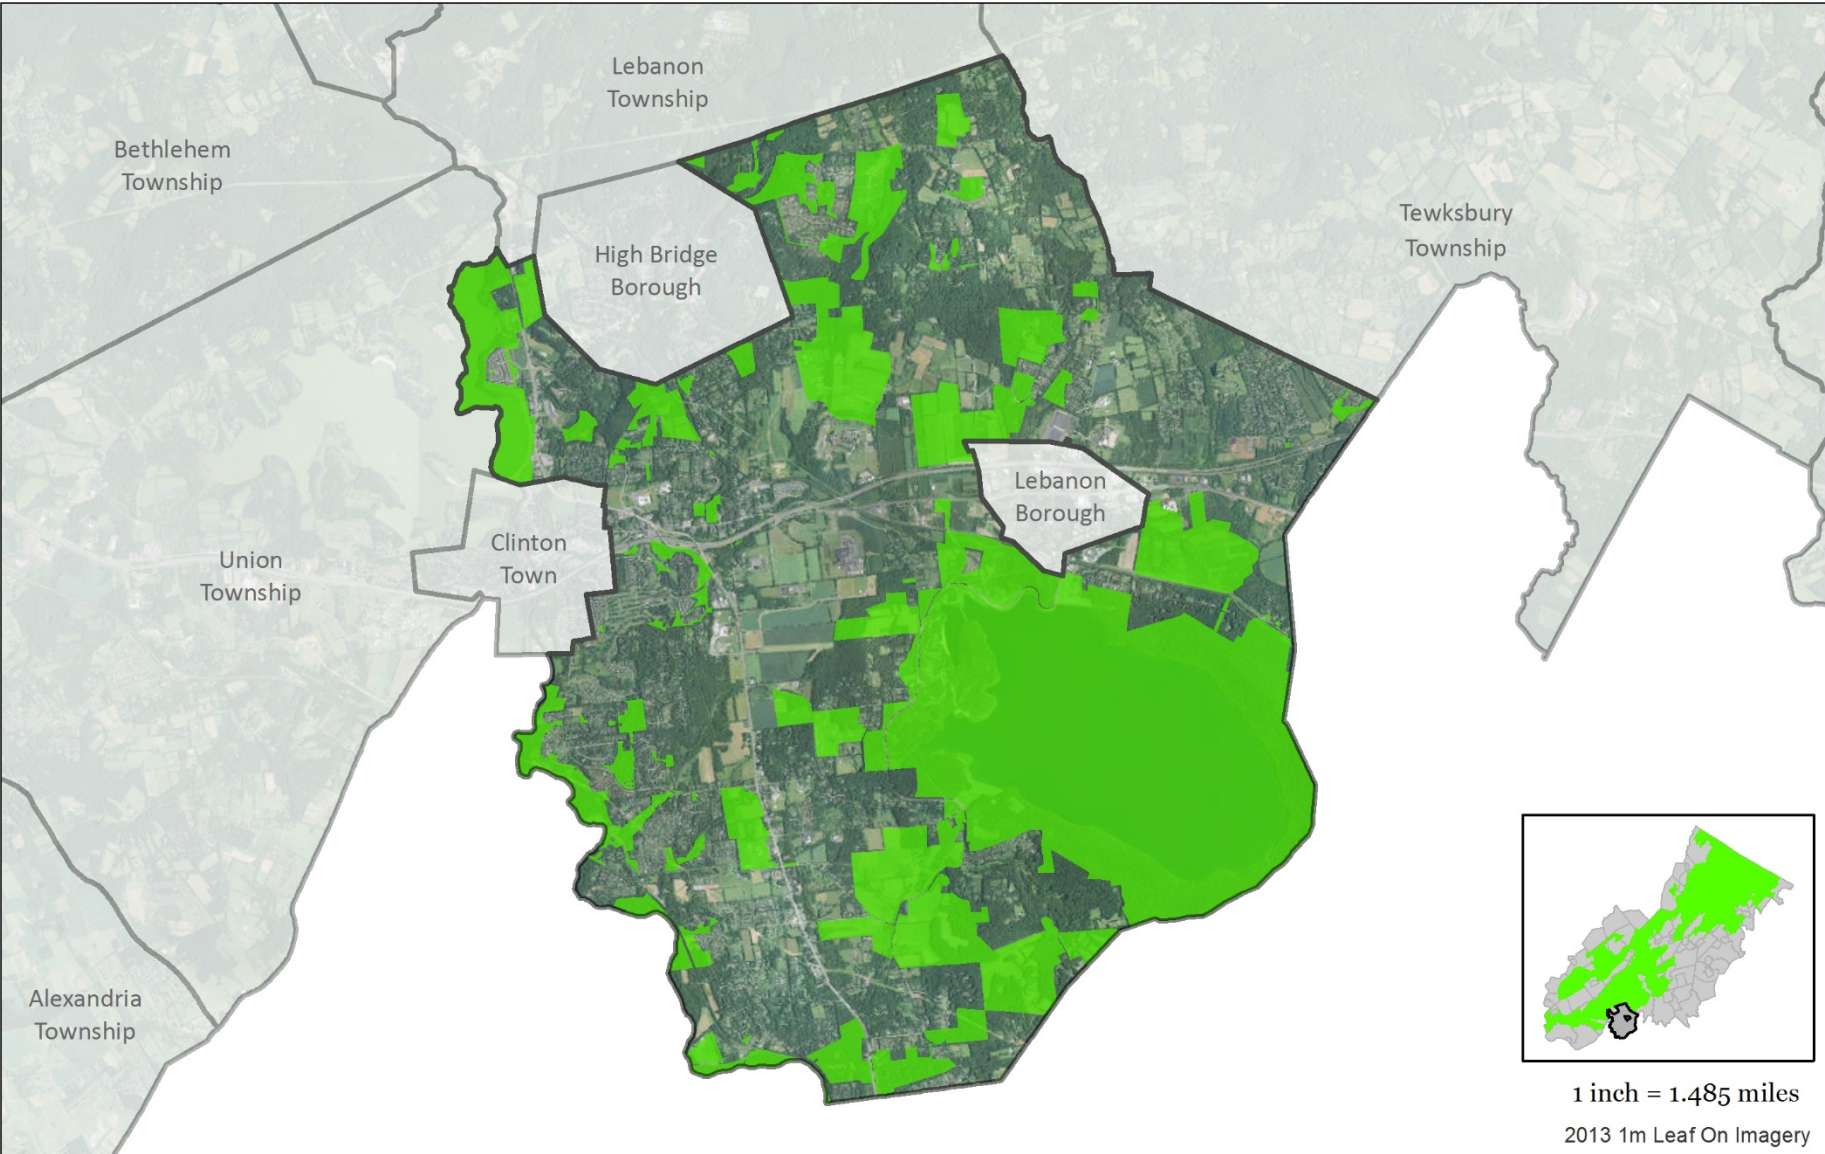 Lebanon
Township
Bethlehem
Township
Tewksbury
Township
High Bridge
Borough
Lebanon
Borough
Clinton
Town
Union
Township
Alexandria
Township
1 inch = 1.485 miles
2013 1m Leaf On Imagery